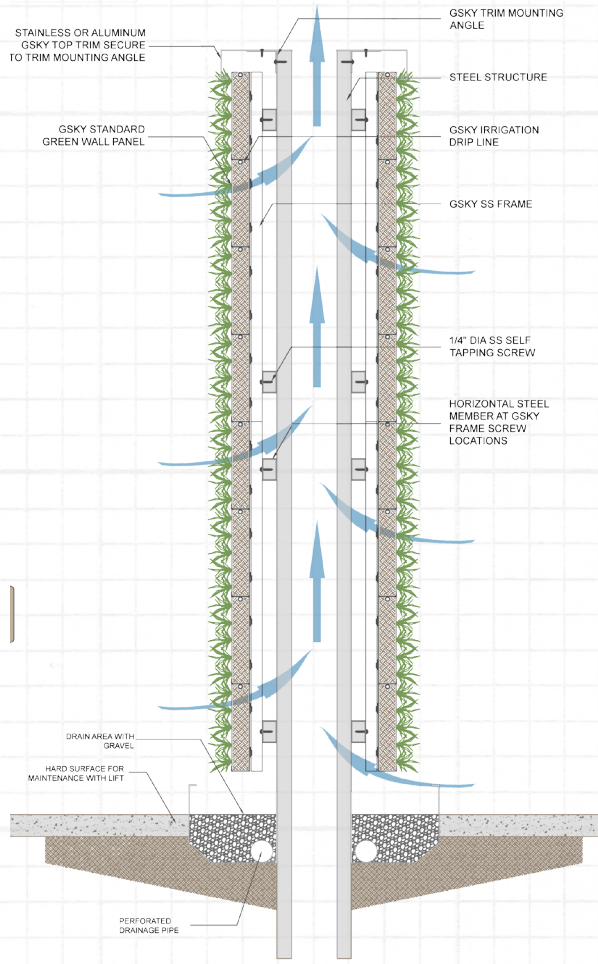 GSKY TRIM MOUNTING
ANGLE
STAINLESS OR ALUMINUM
GSKY TOP TRIM SECURE
TO TRIM MOUNTING ANGLE
STEEL STRUCTURE
GSKY STANDARD
GREEN WALL PANEL
GSKY IRRIGATION
DRIP LINE
GSKY SS FRAME
1/4" DIA SS SELF
TAPPING SCREW
HORIZONTAL STEEL
MEMBER AT GSKY
FRAME SCREW
LOCATIONS
DRAIN AREA WITH
GRAVEL
HARD SURFACE FOR
MAINTENANCE WITH LIFT
PERFORATED
DRAINAGE PIPE